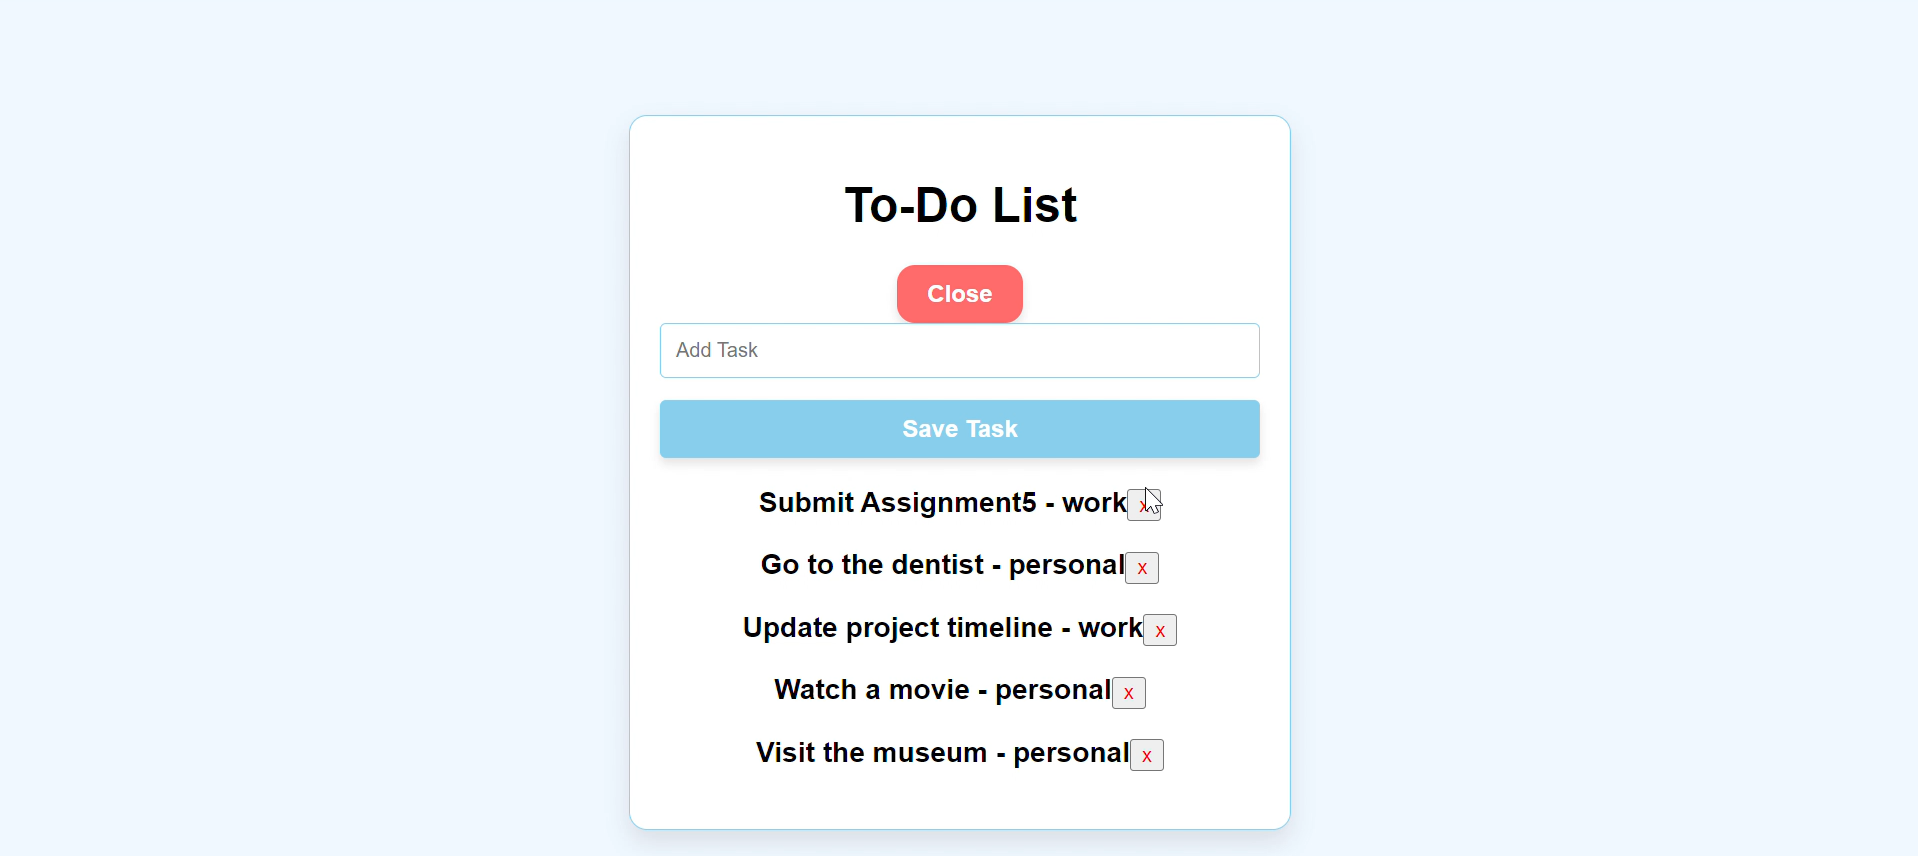 To-Do List
Close
Add Task
Save Task
Submit Assignment5 - work x
Go to the dentist - personal x
Update project timeline - work x
Watch a movie - personal x
Visit the museum - personal x